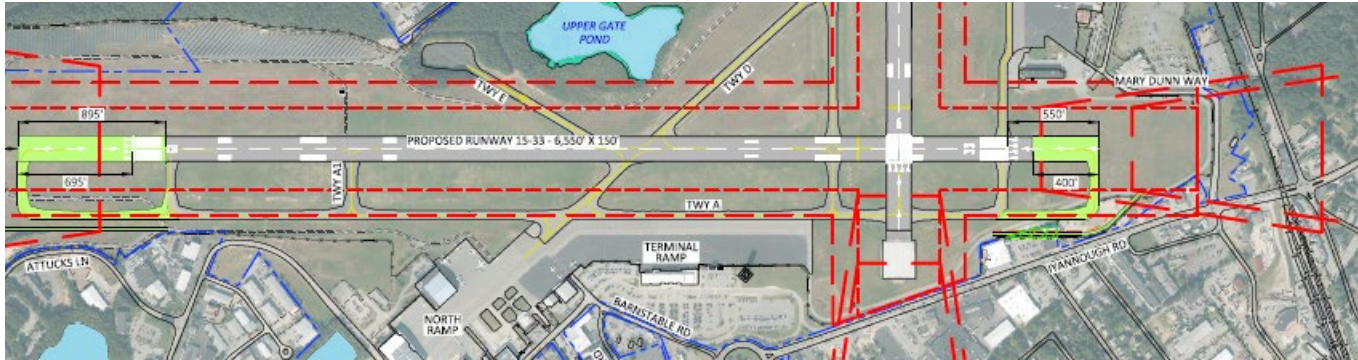 UPPER GATE
POND
TWY E
TWY D
MARY DUNN WAY
895'
550'
PROPOSED RUNWAY 15-33 - 6,550' X 150'
33
695'
400'
TWY A1
TWY A
ATTUCKS LN
TERMINAL
RAMP
NORTH
RAMP
BARNSTABLE RD
IYANNOUGH RD